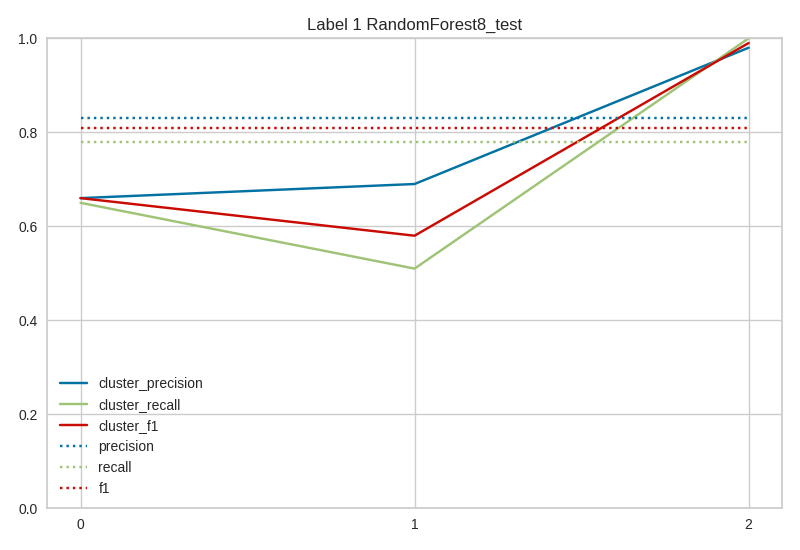 Label 1 RandomForest8_test
1.0
0.8
0.6
0.4
0.2
0.0
cluster_precision
cluster_recall
cluster_f1
precision
recall
f1
0 1 2